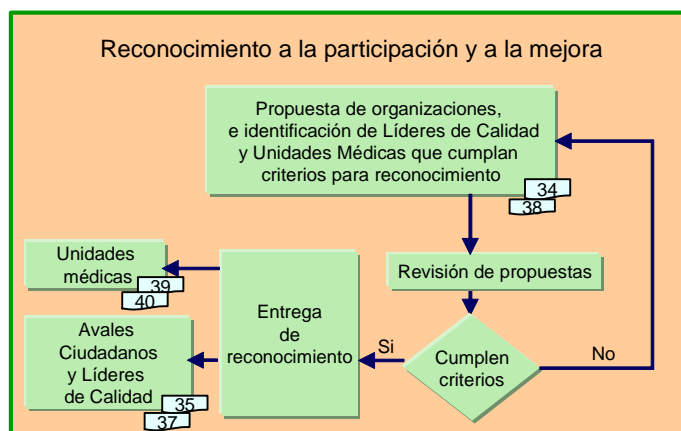 Reconocimiento a la participación y a la mejora
Propuesta de organizaciones,
e identificación de Líderes de Calidad
y Unidades Médicas que cumplan
criterios para reconocimiento
34
38
Unidades
médicas
39
40
Revisión de propuestas
Avales
Ciudadanos
y Líderes
de Calidad
35
37
Entrega
de
reconocimiento
Si
Cumplen
criterios
No